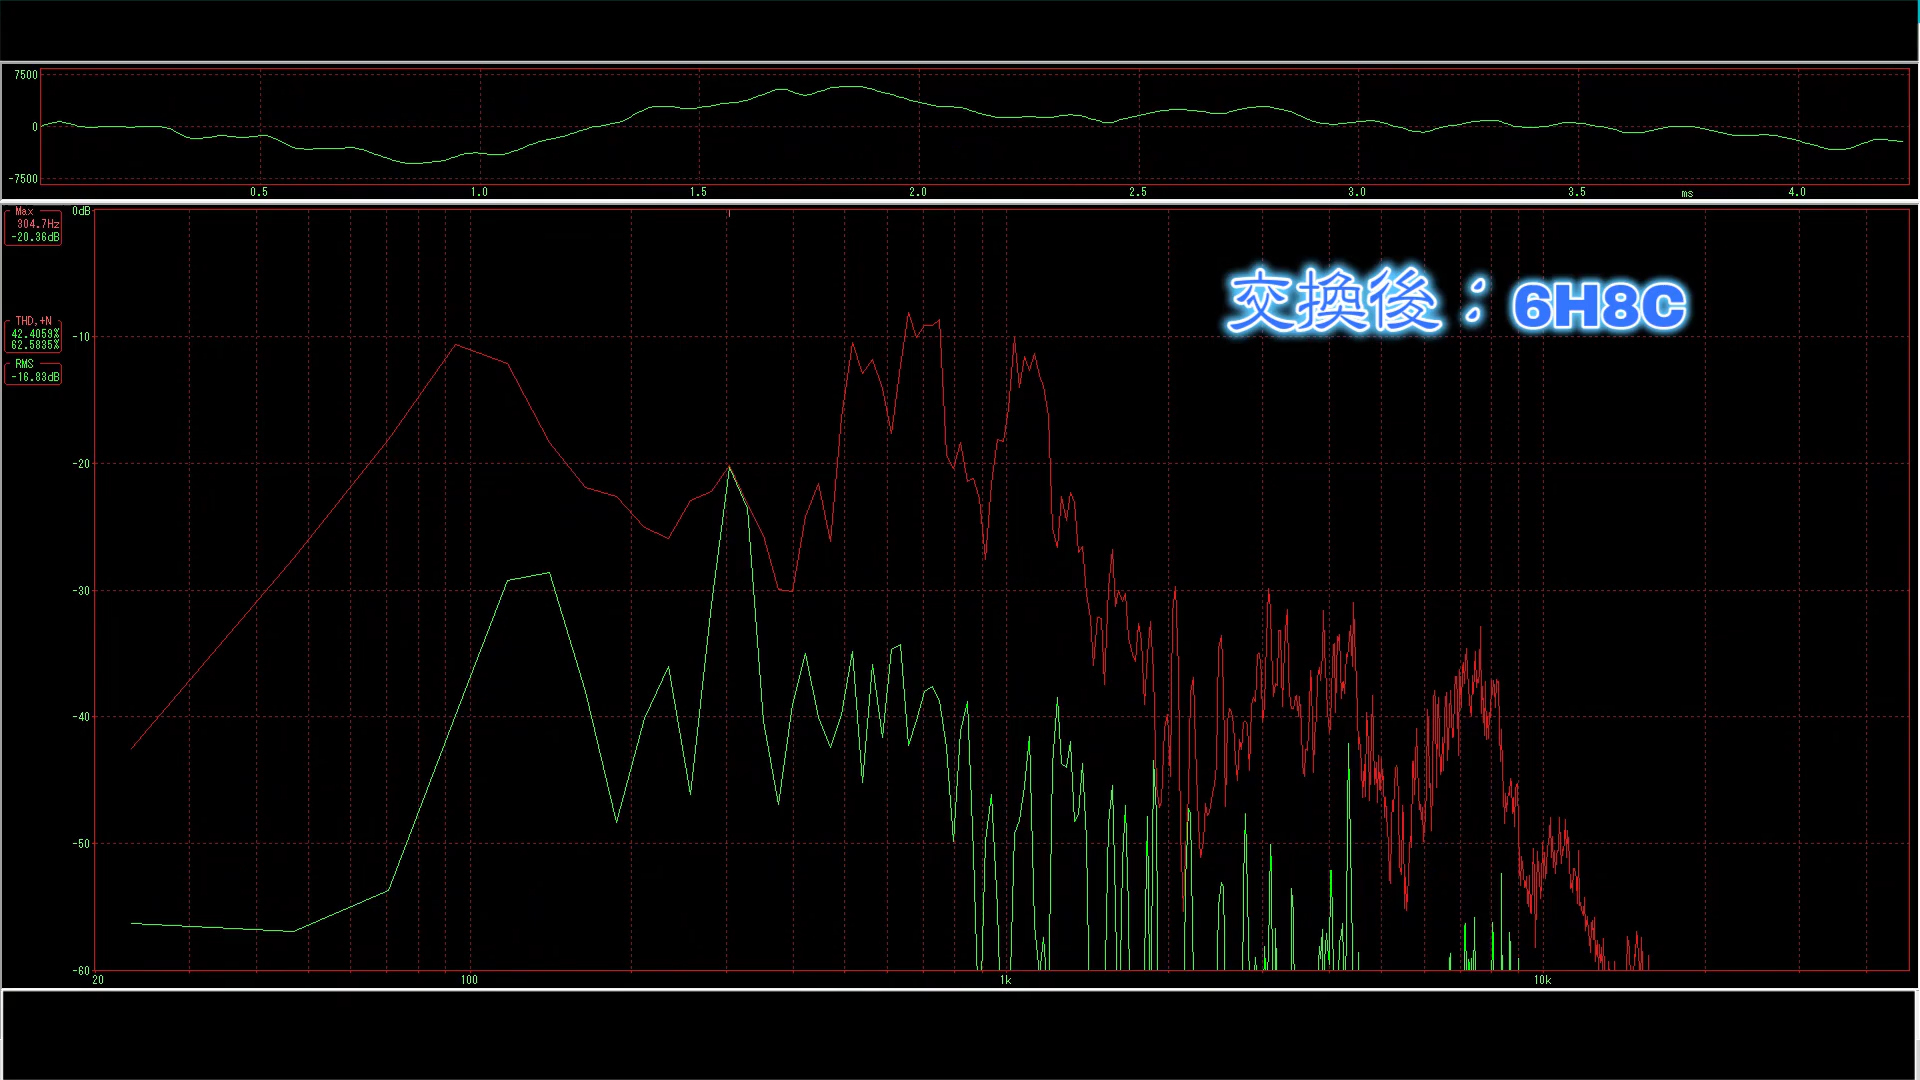 7500
0
-7500
0.5 1.0 1.5 2.0 2.5 3.0 3.5 ms 4.0
Max
304.7Hz
-20.36dB
THD,+N
42.4059%
62.5835%
RMS
-16.83dB
0dB
-10
-20
-30
-40
-50
-60
20 100 1k 10k
交換後：6H8C